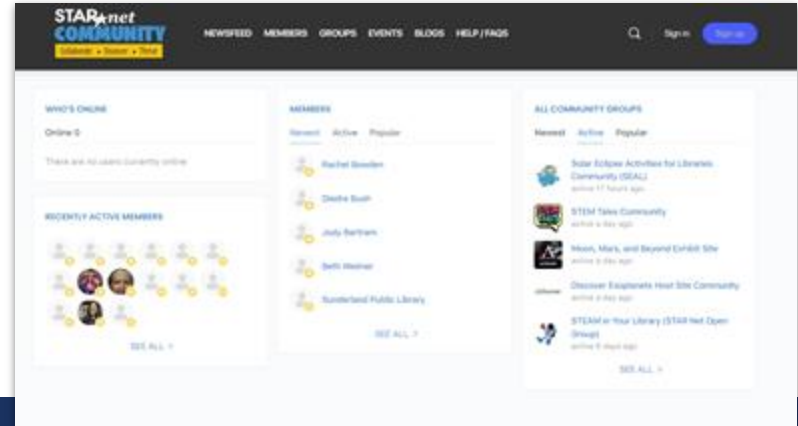 STAR net
COMMUNITY
NEWSFEED MEMBERS GROUPS EVENTS BLOGS HELP / FAQS
Sign in Sign up
WHO'S ONLINE
Online 0
There are no users currently online
RECENTLY ACTIVE MEMBERS
SEE ALL >
MEMBERS
Newest Active Popular
Rachel Bowden
Bush
Judy Bertram
Beth
Sunderland Public Library
SEE ALL >
ALL COMMUNITY GROUPS
Newest Active Popular
Solar Eclipse Activities for Libraries
Community (SEAL)
active 17 hours ago
STEM Tales Community
active a day ago
Moon, Mars, and Beyond Exhibit Site
active a day ago
Discover Exoplanets Host Site Community
active a day ago
STEAM in Your Library (STAR Net Open
Group)
active 6 days ago
SEE ALL >